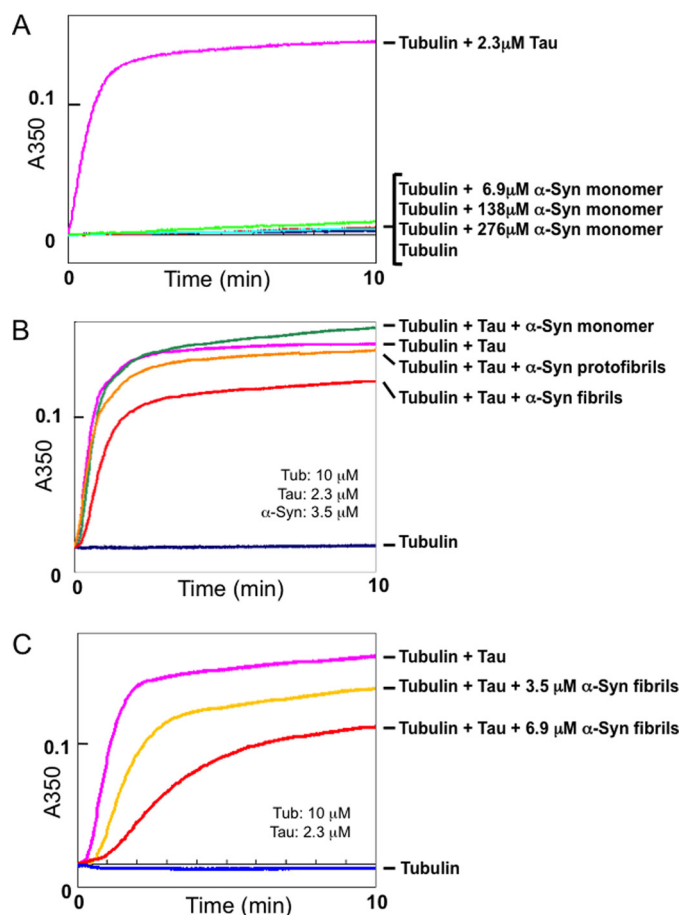 A
Tubulin + 2.3μM Tau
0.1
A350
Tubulin + 6.9μM α-Syn monomer
Tubulin + 138μM α-Syn monomer
Tubulin + 276μM α-Syn monomer
Tubulin
0
0
Time (min)
10
B
Tubulin + Tau + α-Syn monomer
Tubulin + Tau
Tubulin + Tau + α-Syn protofibrils
Tubulin + Tau + α-Syn fibrils
0.1
A350
Tub: 10 μM
Tau: 2.3 μM
α-Syn: 3.5 μM
Tubulin
0
0
Time (min)
10
C
Tubulin + Tau
Tubulin + Tau + 3.5 μM α-Syn fibrils
Tubulin + Tau + 6.9 μM α-Syn fibrils
0.1
A350
Tub: 10 μM
Tau: 2.3 μM
Tubulin
0
0
Time (min)
10